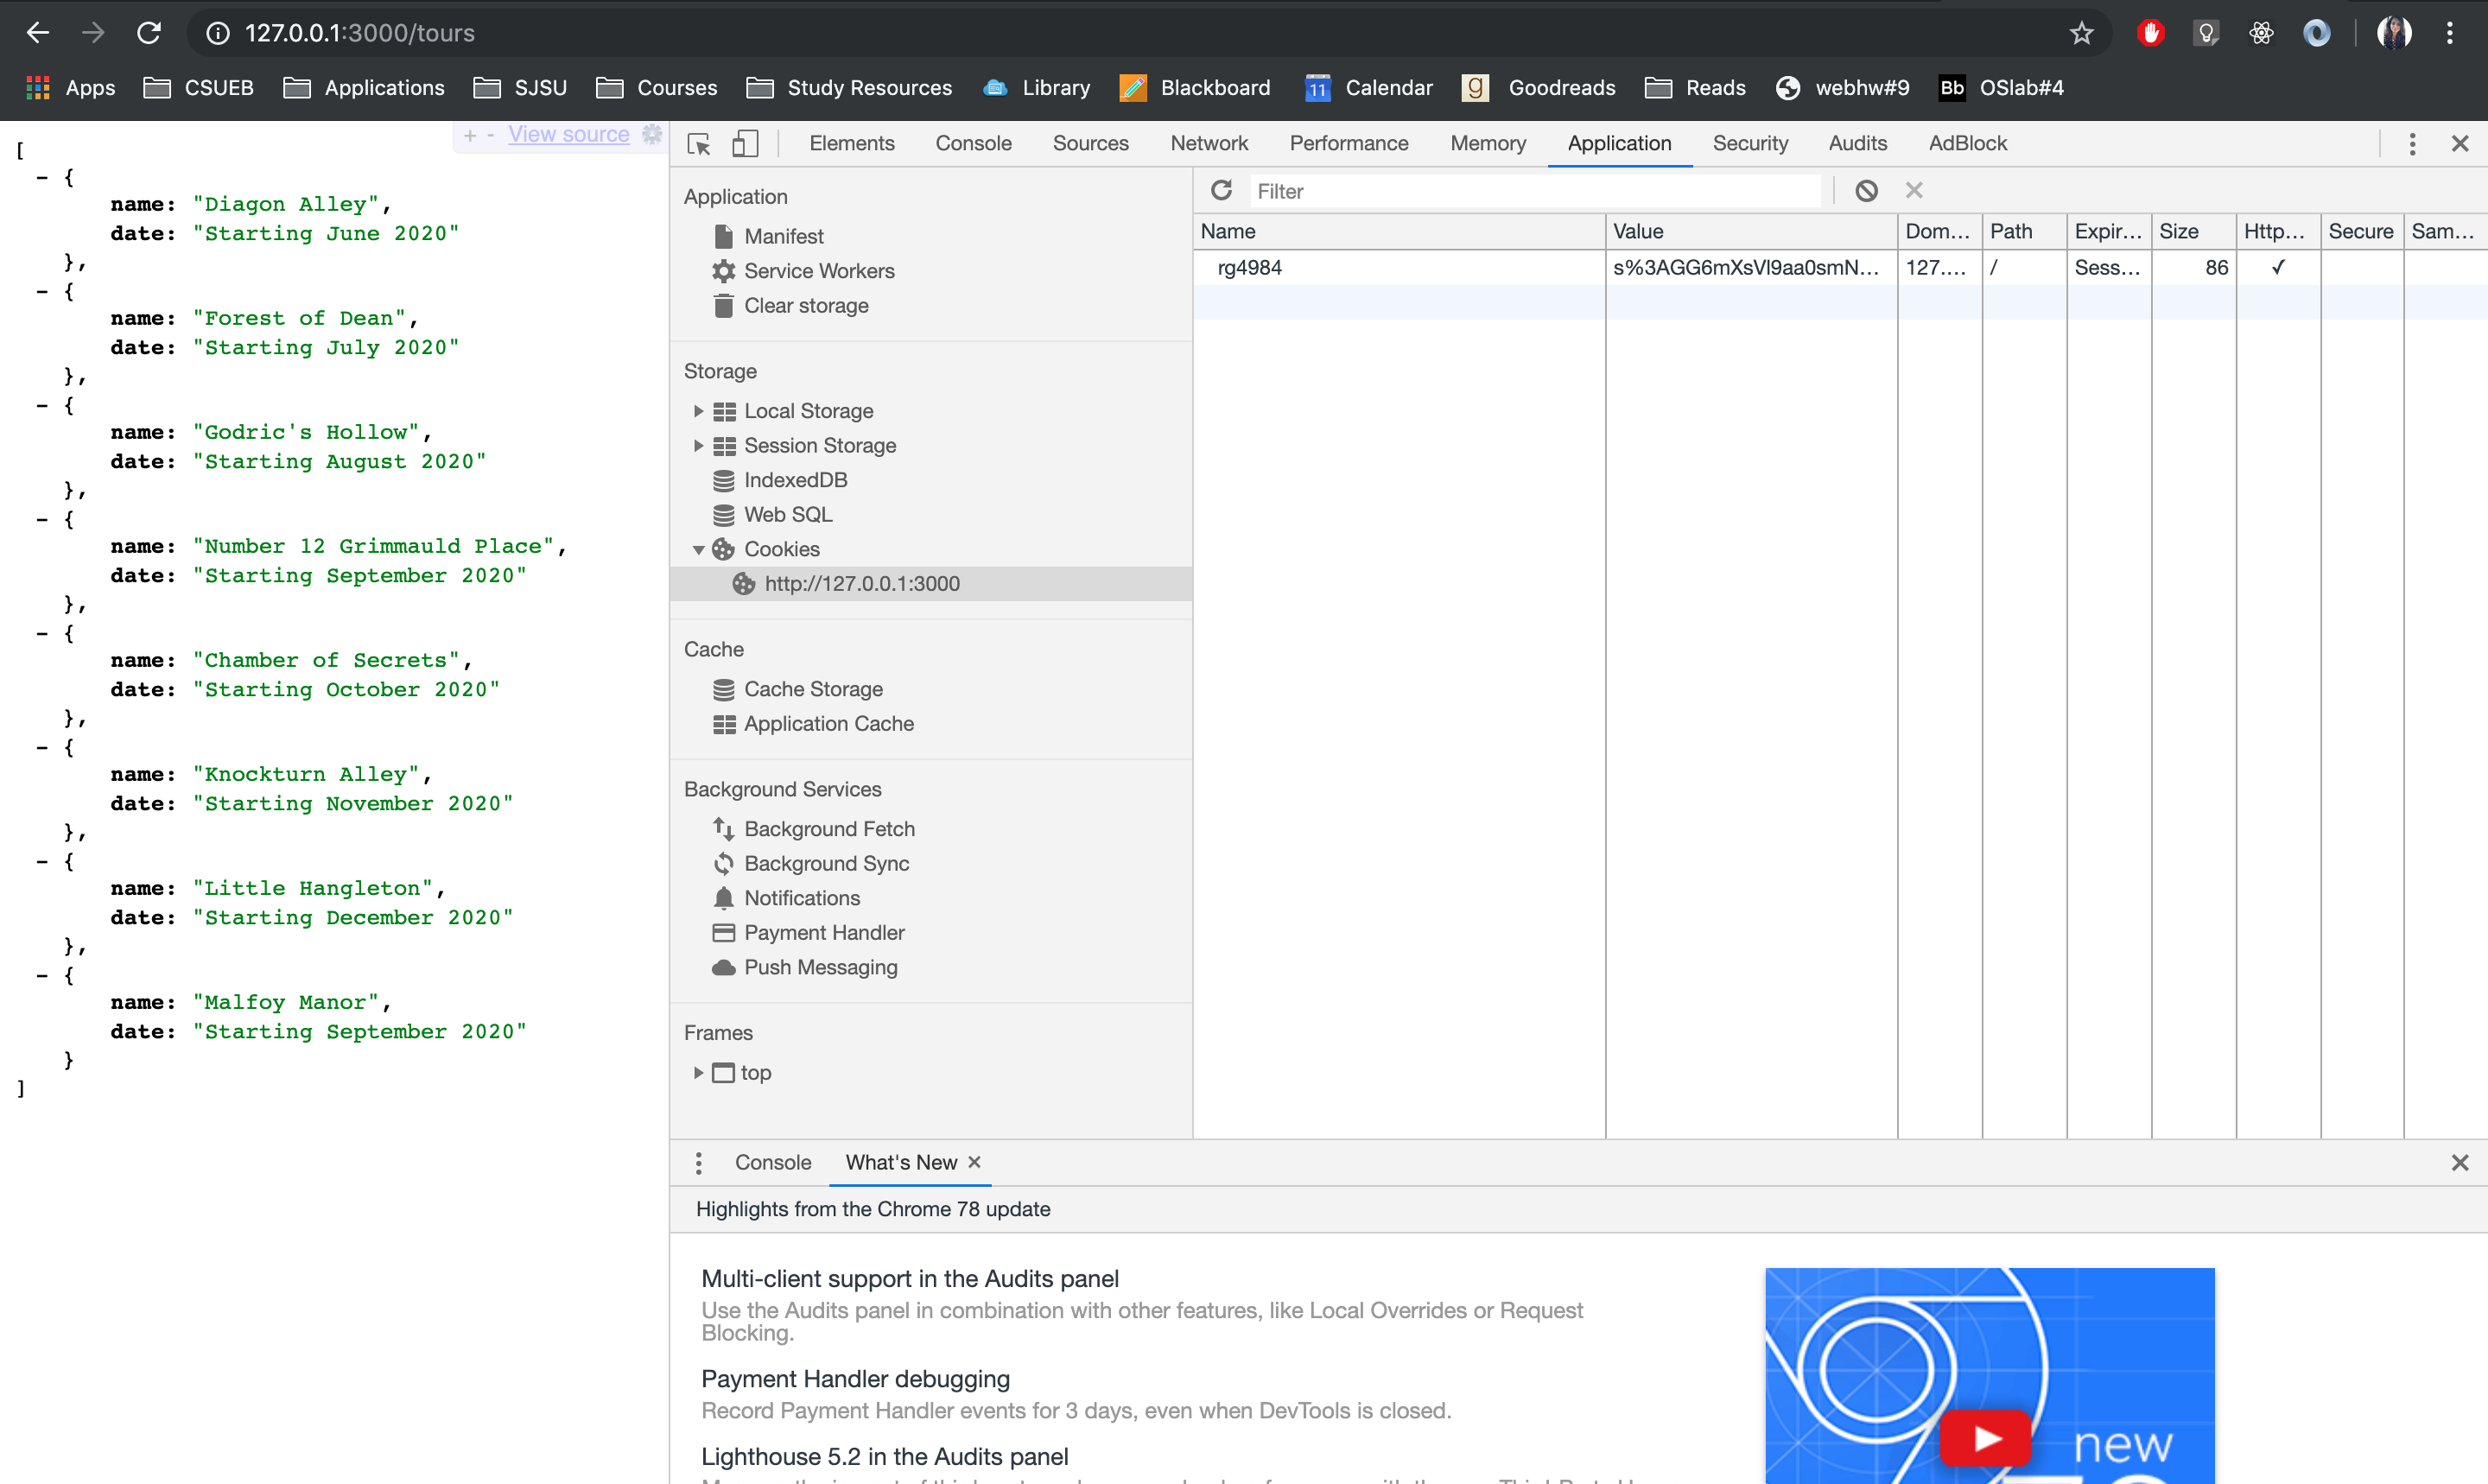 127.0.0.1:3000/tours
Apps CSUEB Applications SJSU Courses Study Resources Library Blackboard 11 Calendar g Goodreads Reads webhw#9 Bb OSlab#4
+ - View source
[
- {
name: "Diagon Alley",
date: "Starting June 2020"
},
- {
name: "Forest of Dean",
date: "Starting July 2020"
},
- {
name: "Godric's Hollow",
date: "Starting August 2020"
},
- {
name: "Number 12 Grimmauld Place",
date: "Starting September 2020"
},
- {
name: "Chamber of Secrets",
date: "Starting October 2020"
},
- {
name: "Knockturn Alley",
date: "Starting November 2020"
},
- {
name: "Little Hangleton",
date: "Starting December 2020"
},
- {
name: "Malfoy Manor",
date: "Starting September 2020"
}
]
Elements Console Sources Network Performance Memory Application Security Audits AdBlock
Application
Manifest
Service Workers
Clear storage
Storage
Local Storage
Session Storage
IndexedDB
Web SQL
Cookies
http://127.0.0.1:3000
Cache
Cache Storage
Application Cache
Background Services
Background Fetch
Background Sync
Notifications
Payment Handler
Push Messaging
Frames
top
Filter
Name Value Dom... Path Expir... Size Http... Secure Sam...
rg4984 s%3AGG6mXsVl9aa0smN... 127.... / Sess... 86 ✓
Console What's New
Highlights from the Chrome 78 update
Multi-client support in the Audits panel
Use the Audits panel in combination with other features, like Local Overrides or Request
Blocking.
Payment Handler debugging
Record Payment Handler events for 3 days, even when DevTools is closed.
Lighthouse 5.2 in the Audits panel
new